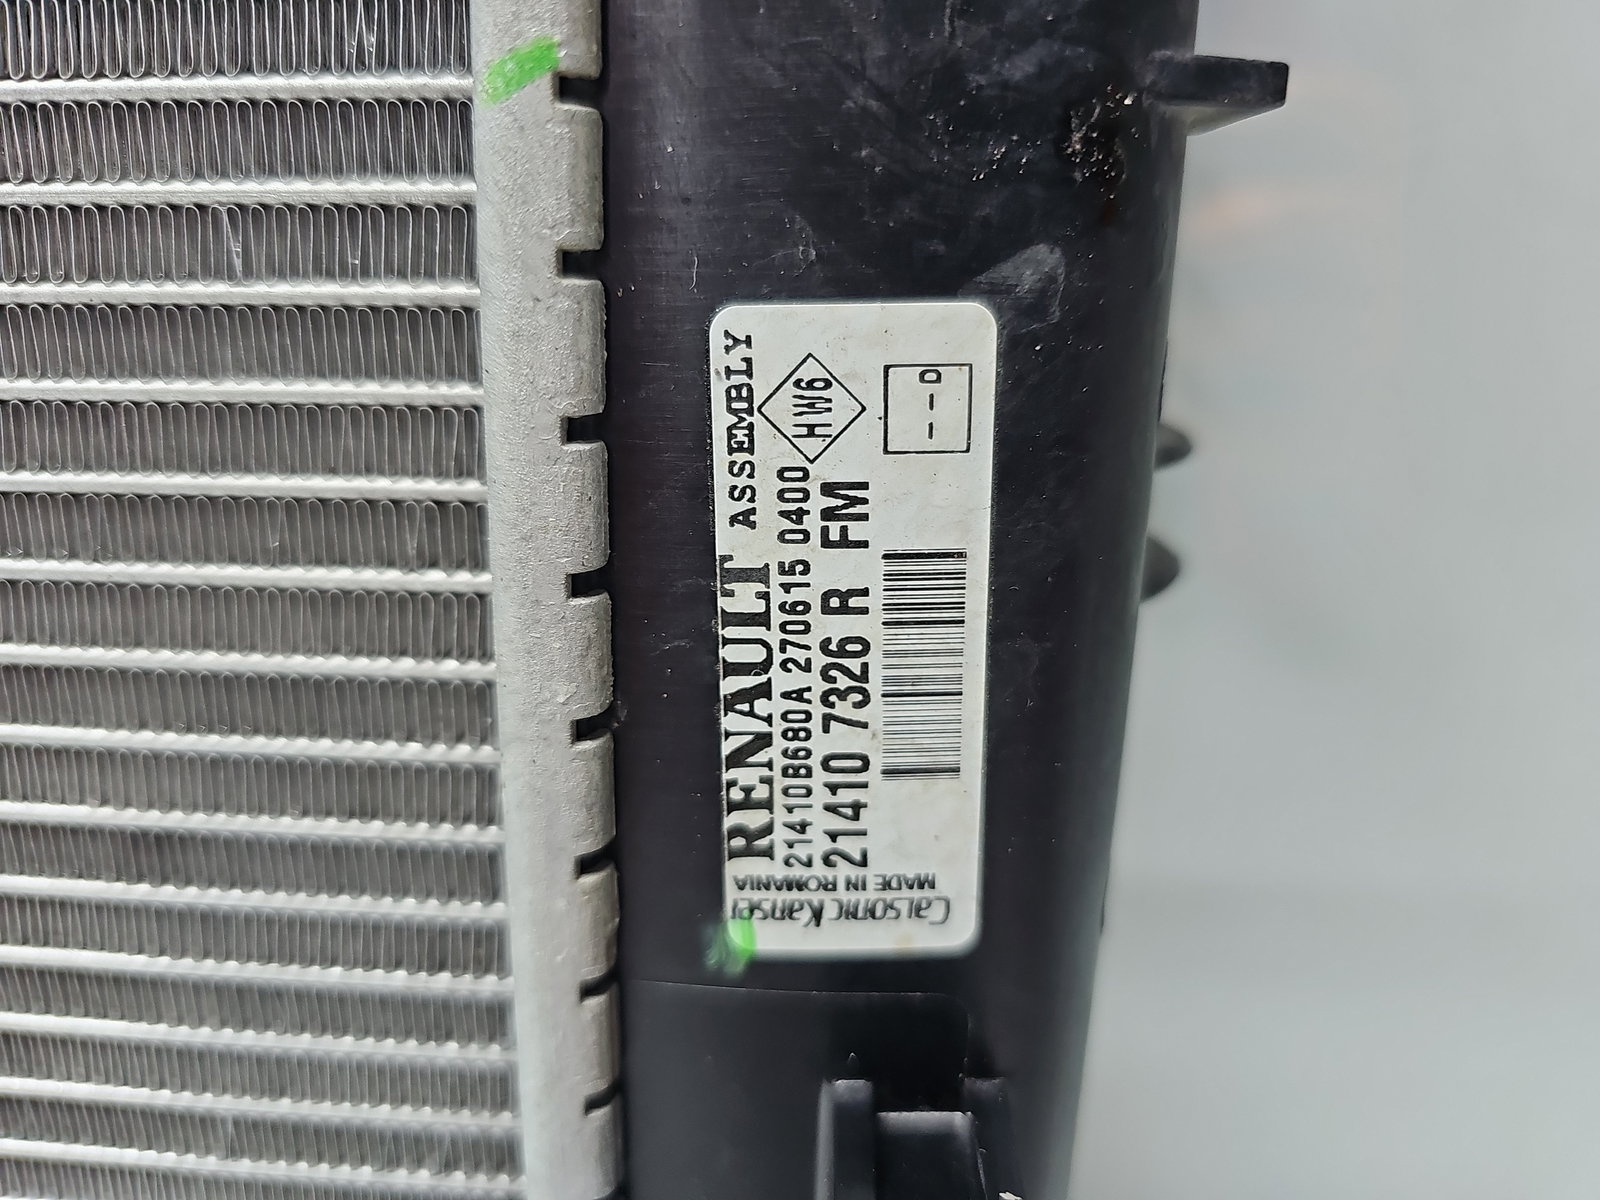 RENAULT ASSEMBLY
21410B680A 270615 0400
HW6
21410 7326 R FM
--D
MADE IN ROMANIA
CALSONIC Kansei